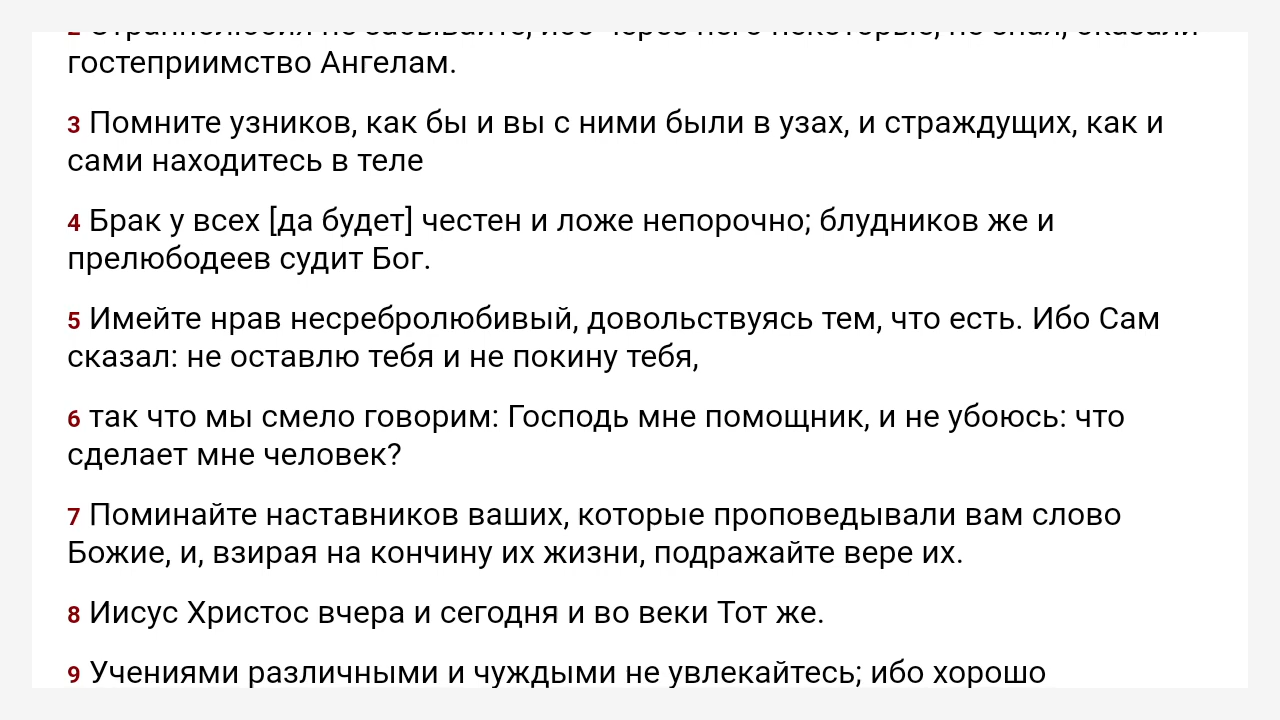 гостеприимство Ангелам.
3 Помните узников, как бы и вы с ними были в узах, и страждущих, как и
сами находитесь в теле
4 Брак у всех [да будет] честен и ложе непорочно; блудников же и
прелюбодеев судит Бог.
5 Имейте нрав несребролюбивый, довольствуясь тем, что есть. Ибо Сам
сказал: не оставлю тебя и не покину тебя,
6 так что мы смело говорим: Господь мне помощник, и не убоюсь: что
сделает мне человек?
7 Поминайте наставников ваших, которые проповедывали вам слово
Божие, и, взирая на кончину их жизни, подражайте вере их.
8 Иисус Христос вчера и сегодня и во веки Тот же.
9 Учениями различными и чуждыми не увлекайтесь; ибо хорошо